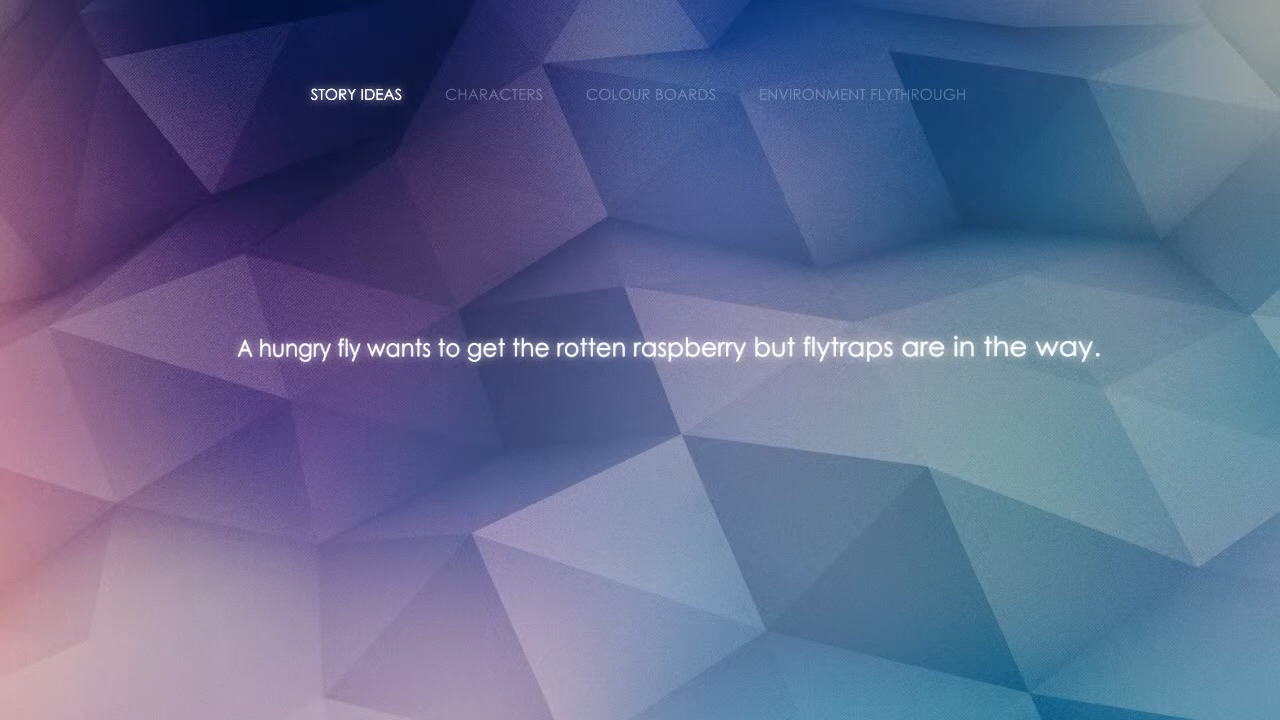 STORY IDEAS CHARACTERS COLOUR BOARDS ENVIRONMENT FLYTHROUGH
A hungry fly wants to get the rotten raspberry but flytraps are in the way.